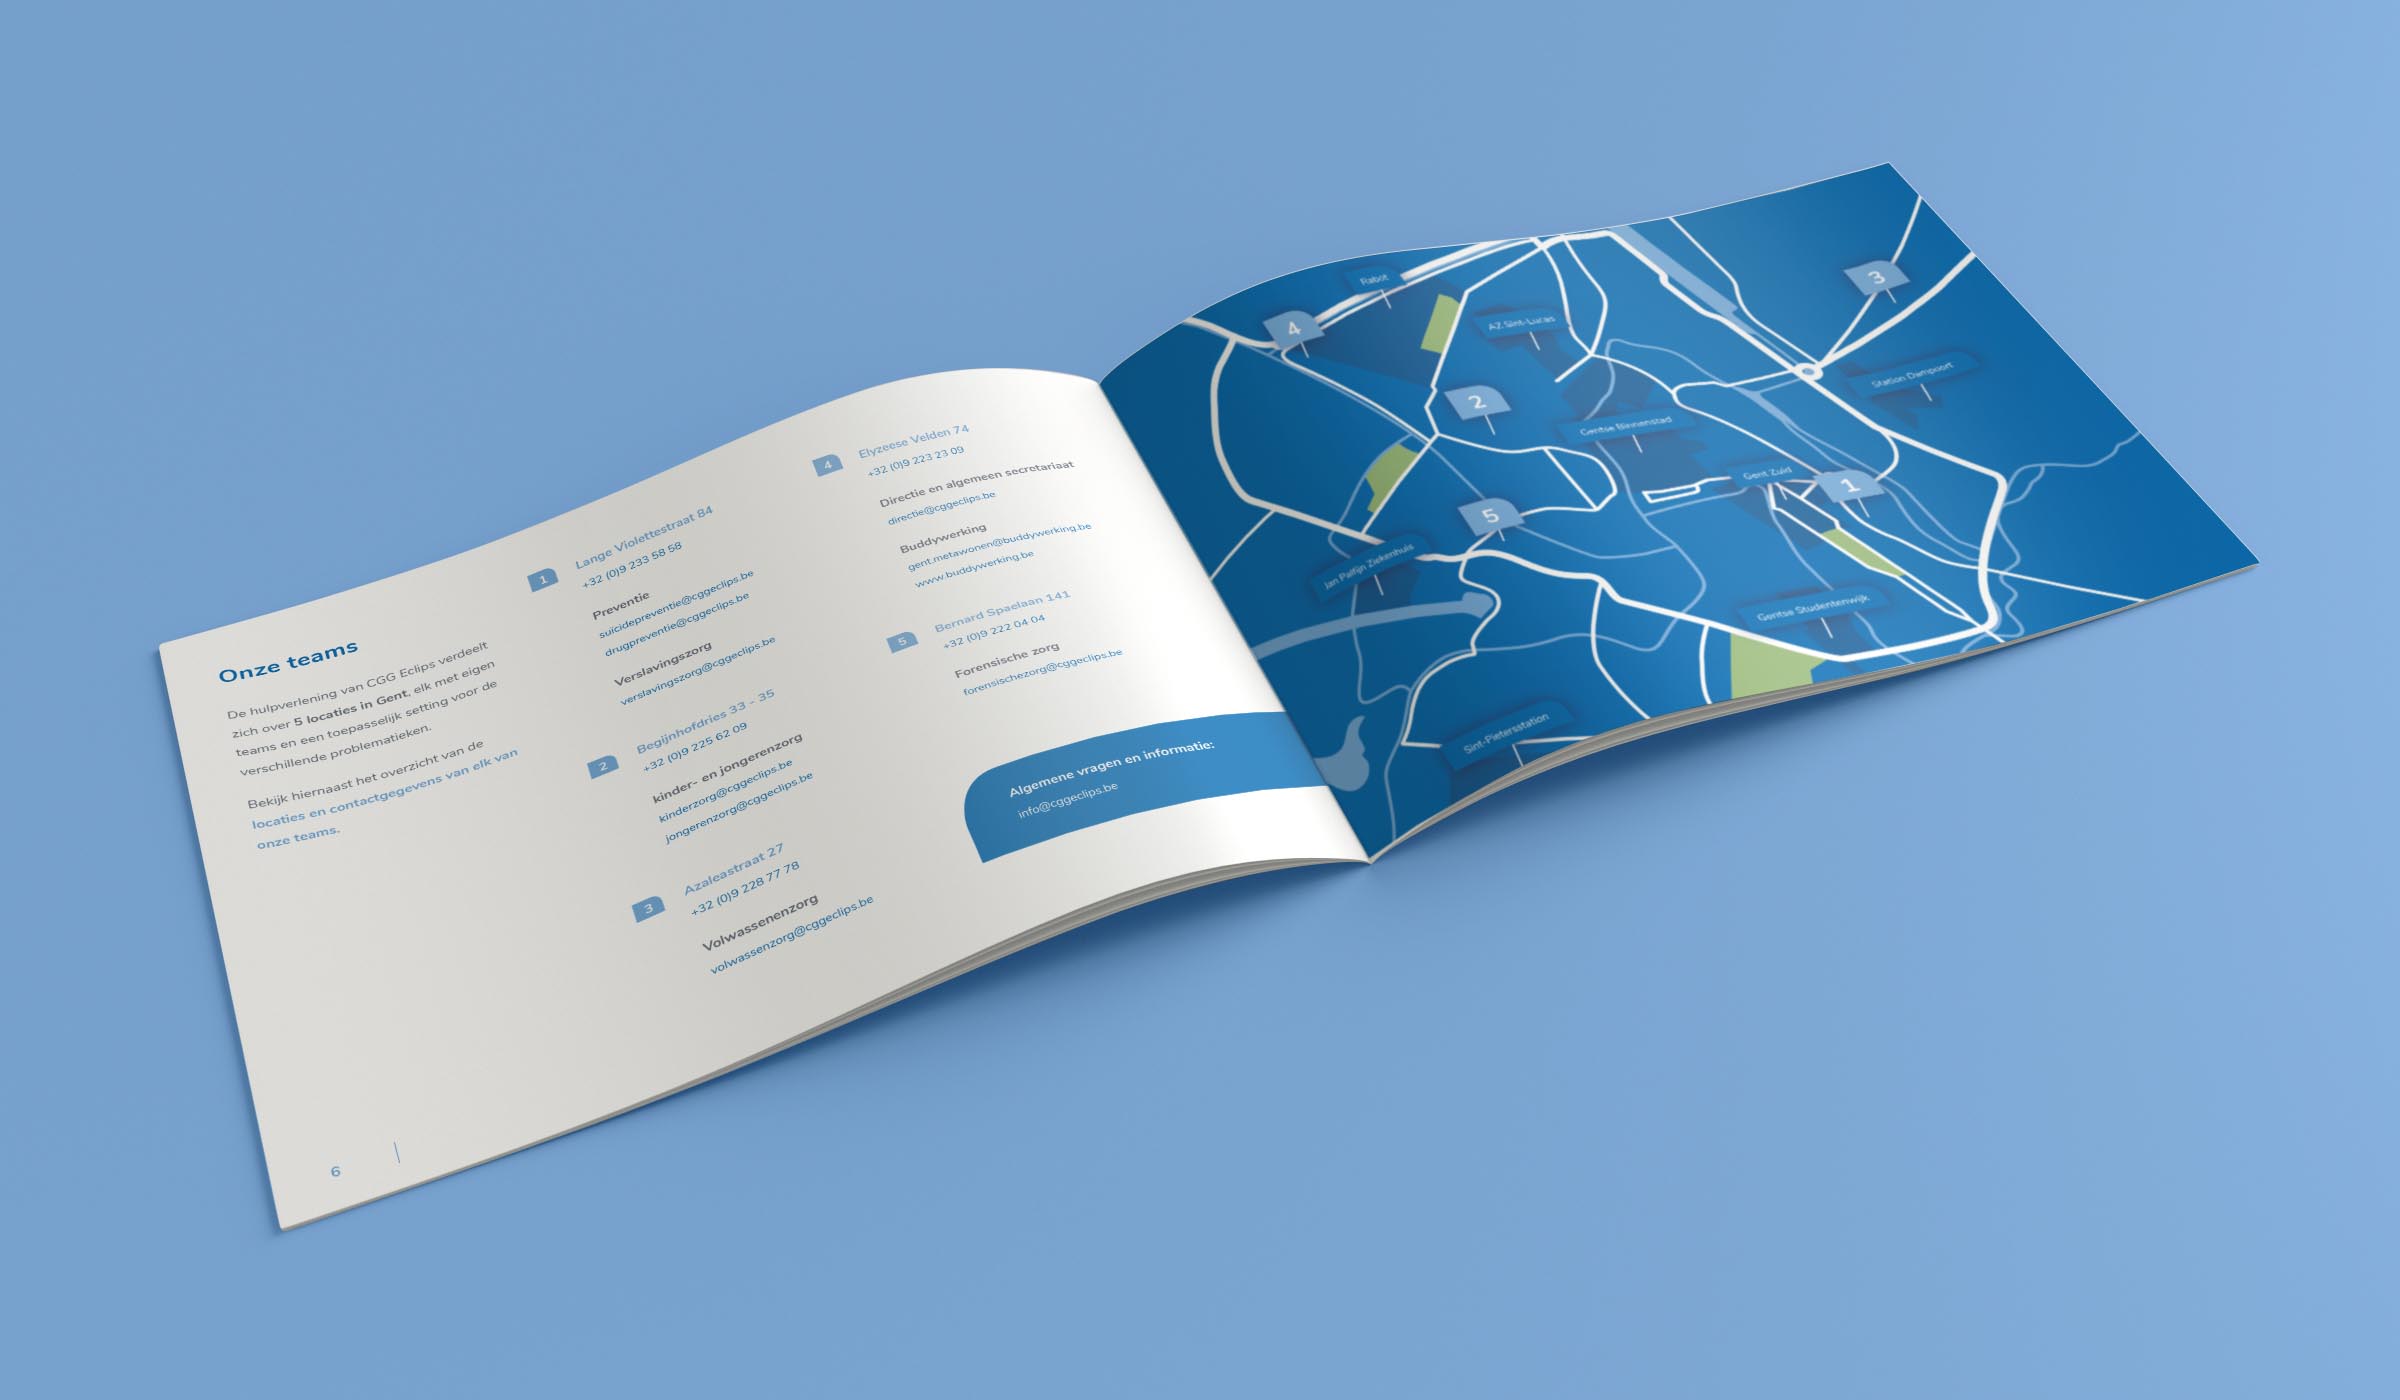 Onze teams
De hulpverlening van CGG Eclips verdeelt
zich over 5 locaties in Gent, elk met eigen
teams en een toepasselijk setting voor de
verschillende problematieken.
Bekijk hiernaast het overzicht van de
locaties en contactgegevens van elk van
onze teams.
1
Lange Violettestraat 84
+32 (0)9 233 58 58
Preventie
suicidepreventie@cggeclips.be
drugpreventie@cggeclips.be
Verslavingszorg
verslavingszorg@cggeclips.be
2
Begijnhofdries 33 - 35
+32 (0)9 225 62 09
kinder- en jongerenzorg
kinderzorg@cggeclips.be
jongerenzorg@cggeclips.be
3
Azaleastraat 27
+32 (0)9 228 77 78
Volwassenenzorg
volwassenzorg@cggeclips.be
4
Elyzeese Velden 74
+32 (0)9 223 23 09
Directie en algemeen secretariaat
directie@cggeclips.be
Buddywerking
gent.metawonen@buddywerking.be
www.buddywerking.be
5
Bernard Spaelaan 141
+32 (0)9 222 04 04
Forensische zorg
forensischezorg@cggeclips.be
Algemene vragen en informatie:
info@cggeclips.be
6
Rabot
4
AZ Sint-Lucas
3
2
Station Dampoort
Gentse Binnenstad
Gent Zuid
1
5
Jan Palfijn Ziekenhuis
Gentse Studentenwijk
Sint-Pietersstation